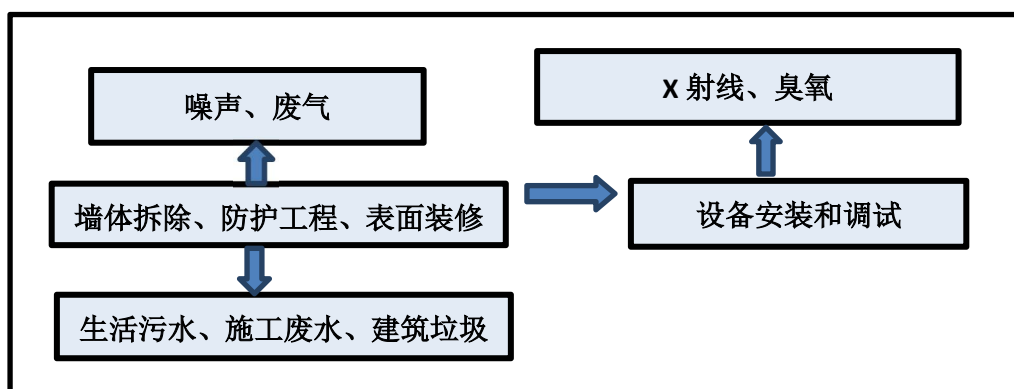 噪声、废气
X 射线、臭氧
墙体拆除、防护工程、表面装修
设备安装和调试
生活污水、施工废水、建筑垃圾